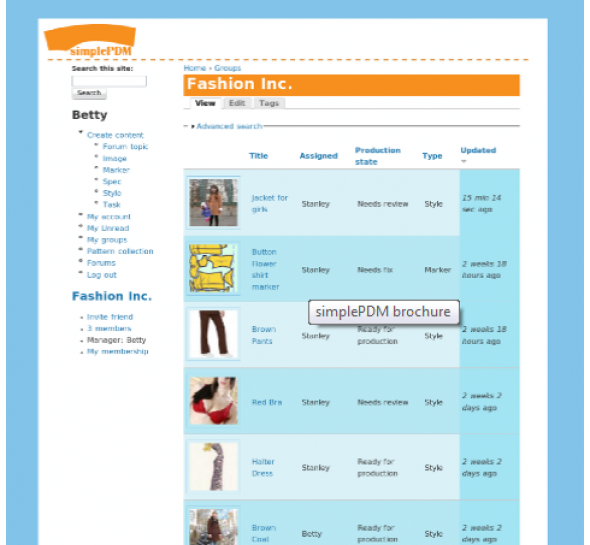 simplePDM
Search this site:
Search
Betty
Create content
Forum topic
Image
Marker
Spec
Style
Task
My account
My Unread
My groups
Pattern collection
Forums
Log out
Fashion Inc.
Invite friend
3 members
Manager: Betty
My membership
Home › Groups
Fashion Inc.
View Edit Tags
Advanced search
Title Assigned Production state Type Updated
Jacket for girls Stanley Needs review Style 15 min 14 sec ago
Button flower shirt marker Stanley Needs fix Marker 2 weeks 18 hours ago
simplePDM brochure
Brown Pants Stanley Ready for production Style 2 weeks 18 hours ago
Red Bra Stanley Needs review Style 2 weeks 2 days ago
Halter Dress Stanley Ready for production Style 2 weeks 2 days ago
Brown Coat Betty Ready for production Style 2 weeks 2 days ago